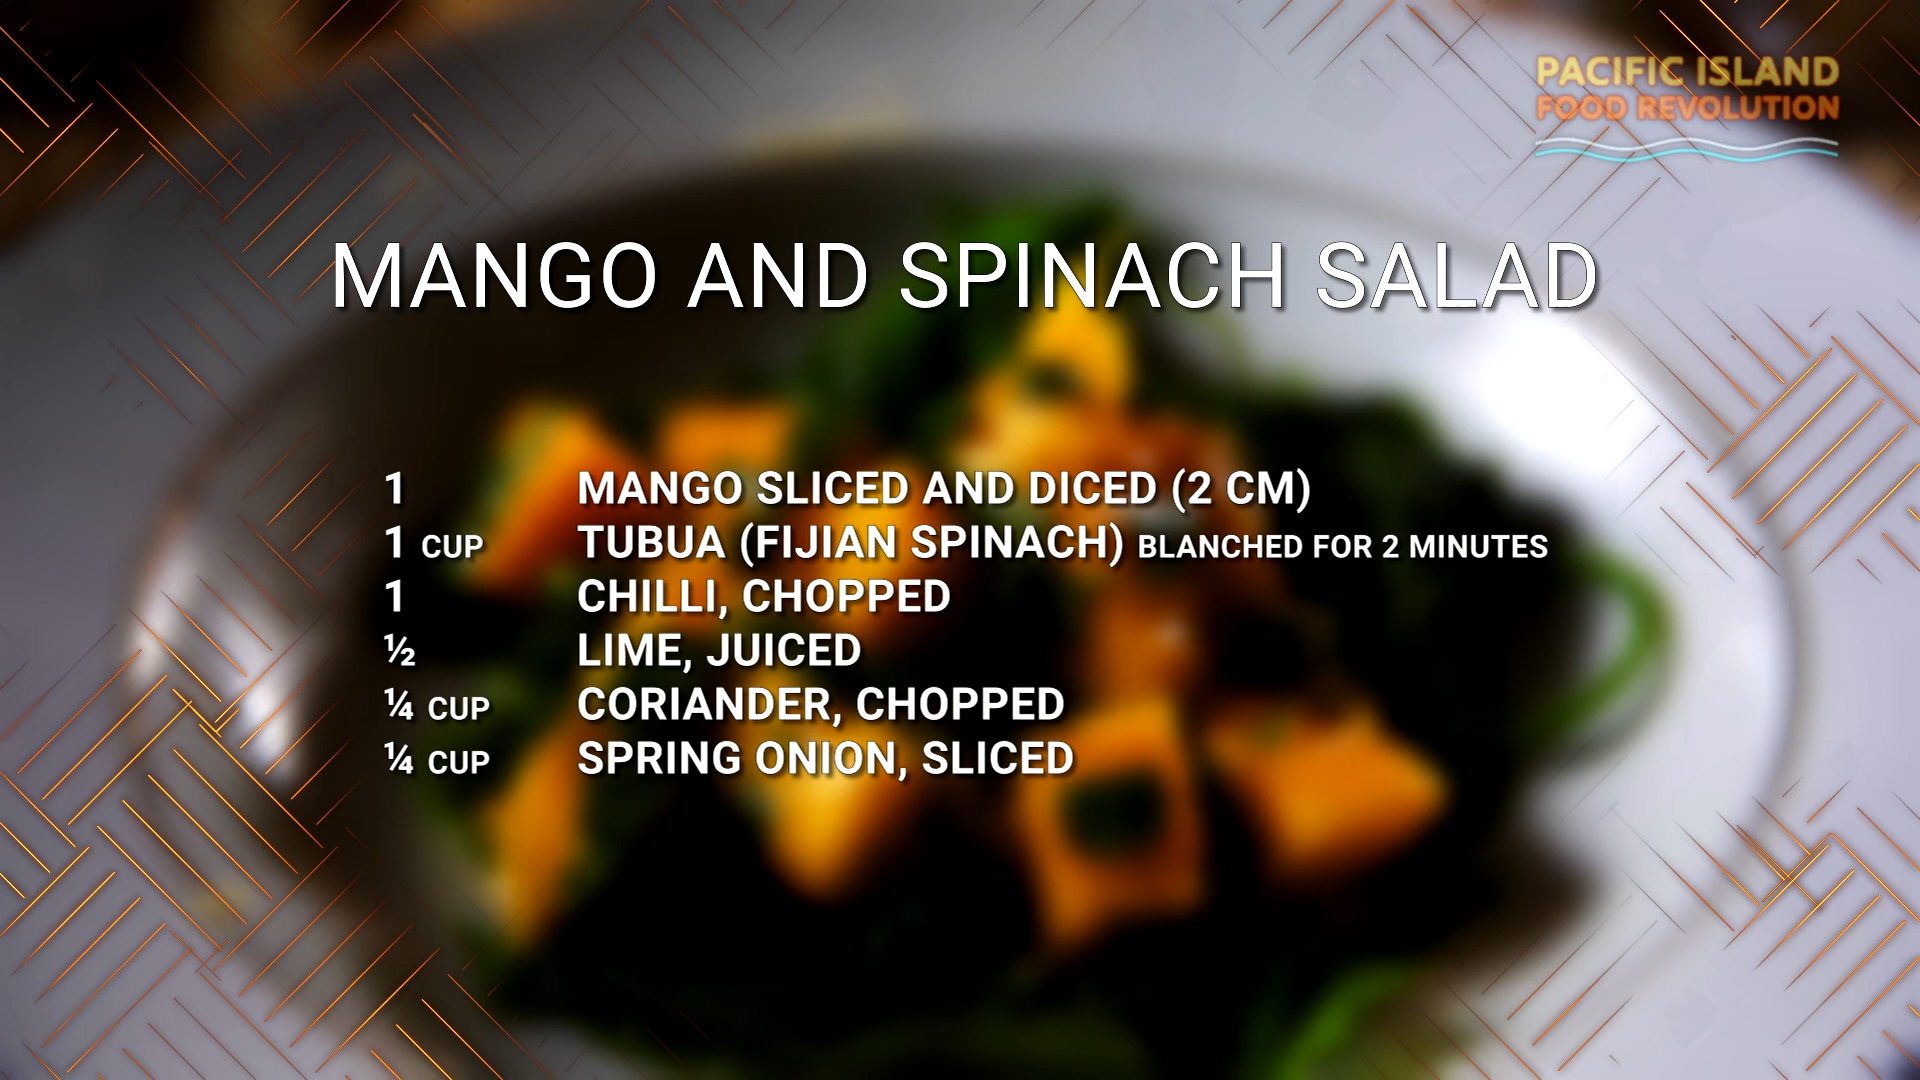 PACIFIC ISLAND
FOOD REVOLUTION
MANGO AND SPINACH SALAD
1 MANGO SLICED AND DICED (2 CM)
1 CUP TUBUA (FIJIAN SPINACH) BLANCHED FOR 2 MINUTES
1 CHILLI, CHOPPED
½ LIME, JUICED
¼ CUP CORIANDER, CHOPPED
¼ CUP SPRING ONION, SLICED